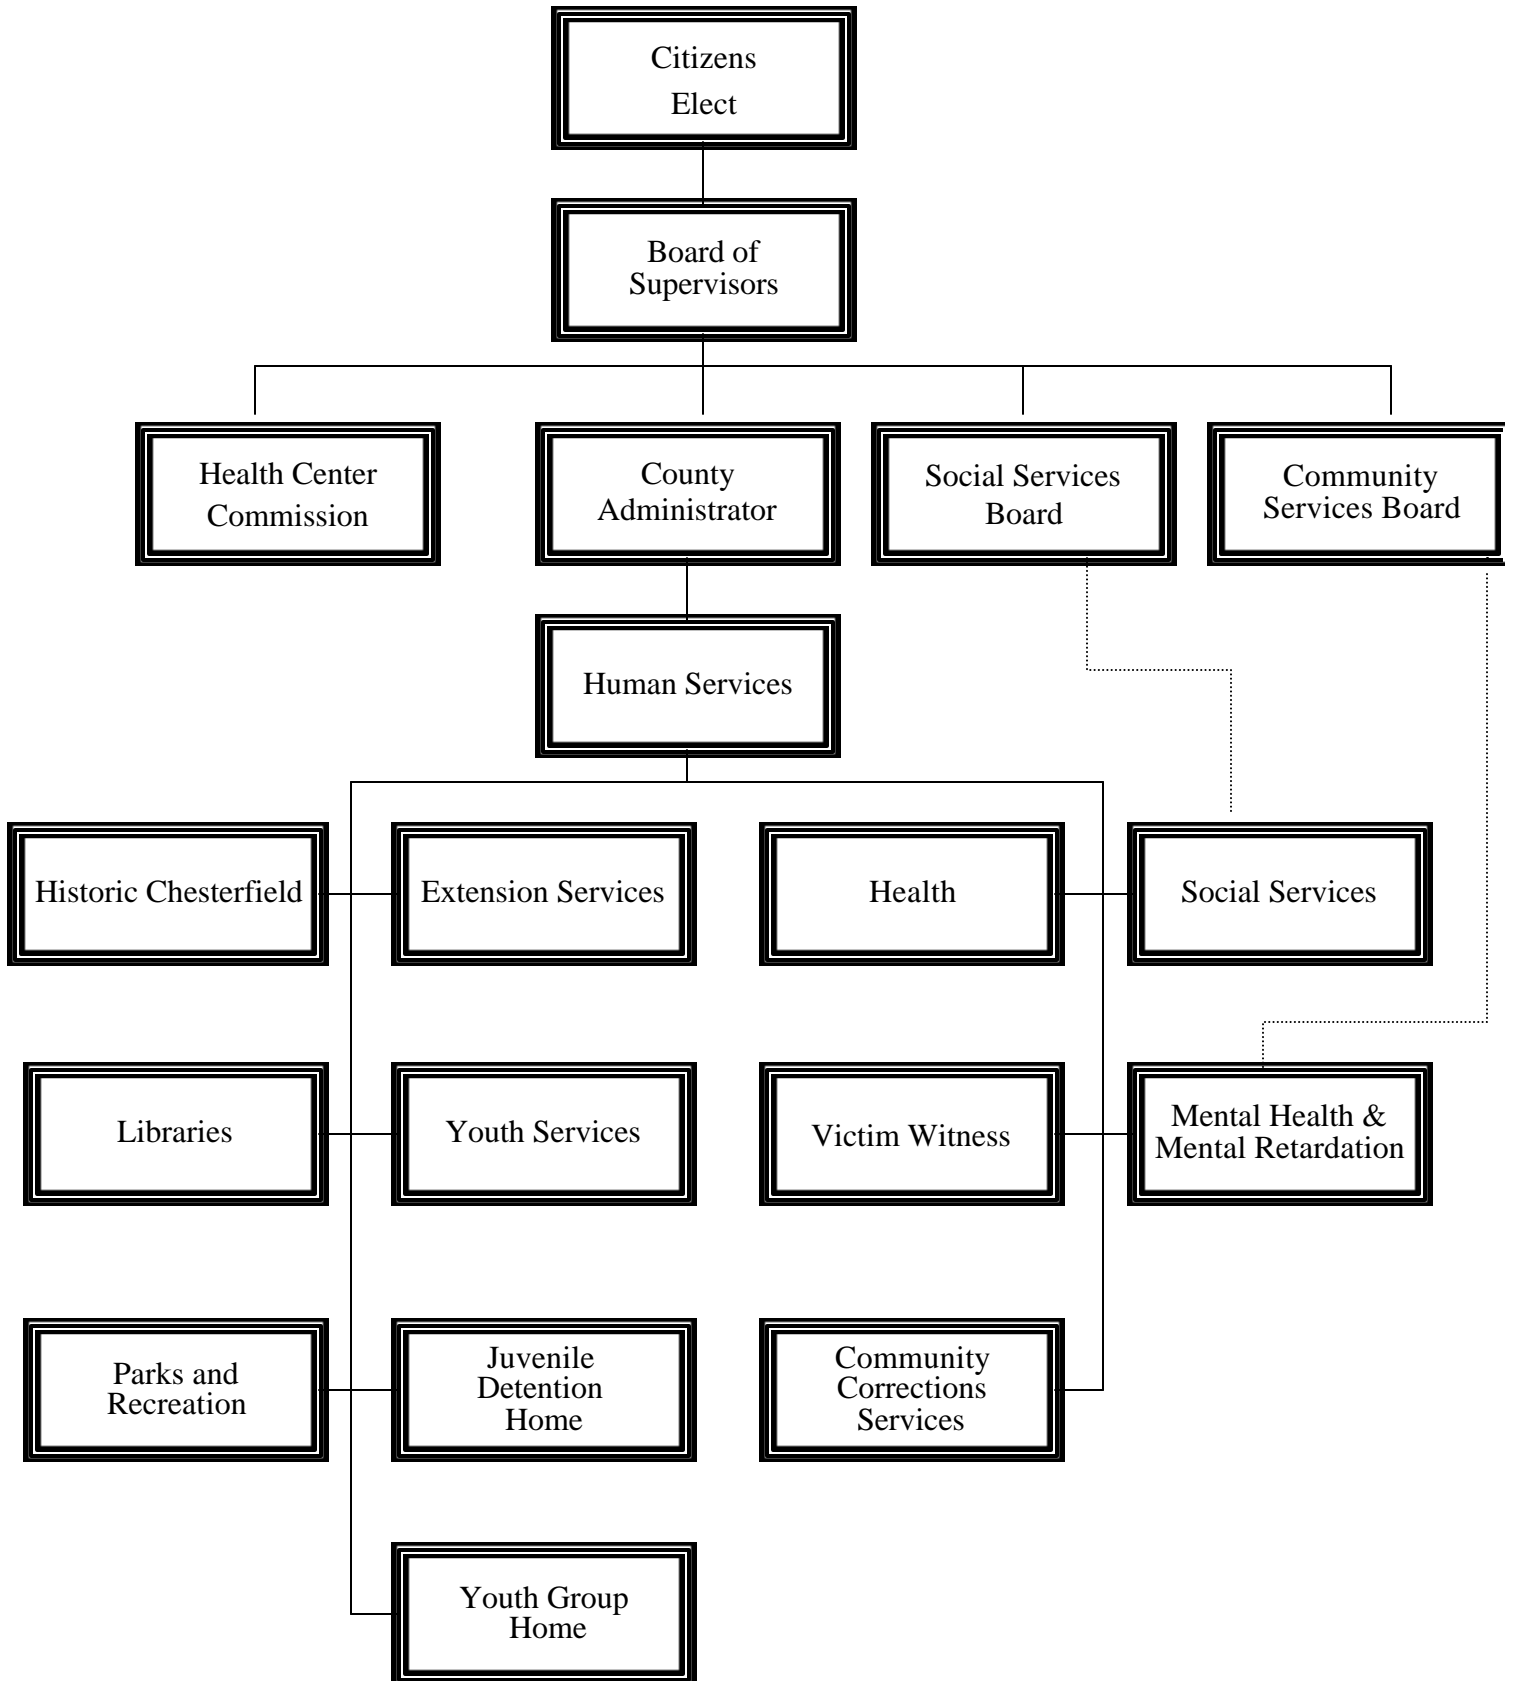 Citizens
Elect
Board of
Supervisors
Health Center
Commission
County
Administrator
Social Services
Board
Community
Services Board
Human Services
Historic Chesterfield
Extension Services
Health
Social Services
Libraries
Youth Services
Victim Witness
Mental Health &
Mental Retardation
Parks and
Recreation
Juvenile
Detention
Home
Community
Corrections
Services
Youth Group
Home